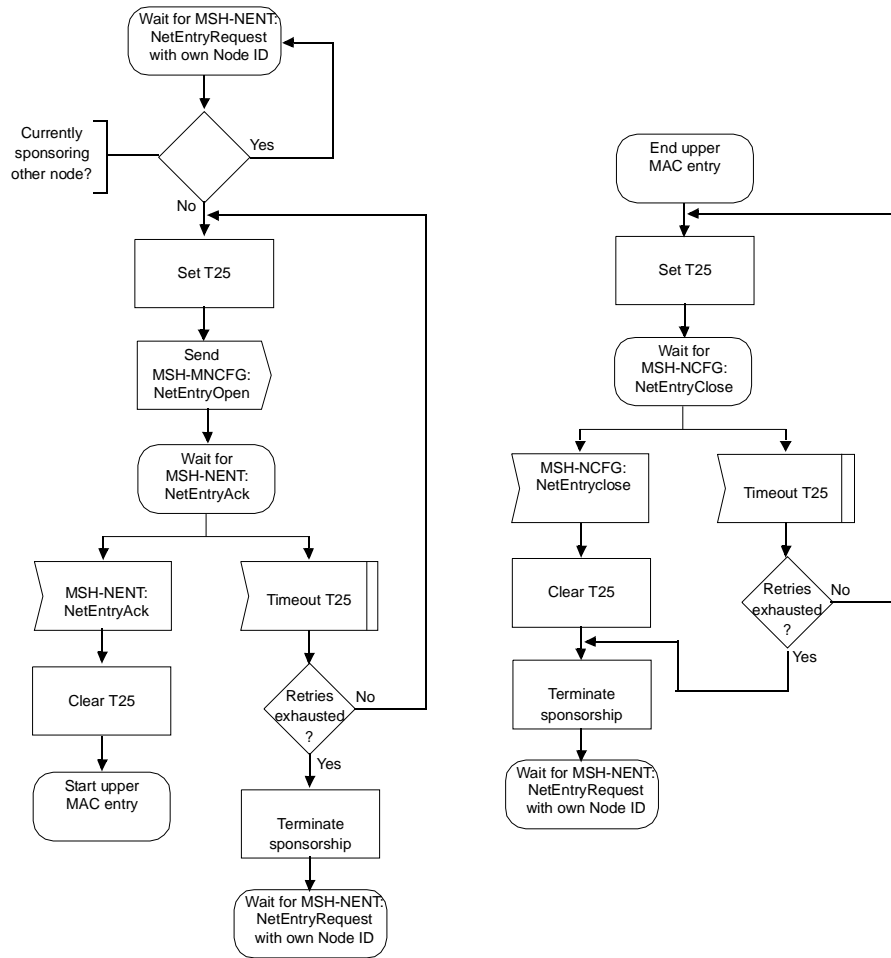 Wait for MSH-NENT:
NetEntryRequest
with own Node ID
Currently
sponsoring
other node?
Yes
No
Set T25
Send
MSH-MNCFG:
NetEntryOpen
Wait for
MSH-NENT:
NetEntryAck
MSH-NENT:
NetEntryAck
Timeout T25
Clear T25
Retries
exhausted
?
No
Yes
Start upper
MAC entry
Terminate
sponsorship
Wait for MSH-NENT:
NetEntryRequest
with own Node ID
End upper
MAC entry
Set T25
Wait for
MSH-NCFG:
NetEntryClose
MSH-NCFG:
NetEntryclose
Timeout T25
Clear T25
Retries
exhausted
?
No
Yes
Terminate
sponsorship
Wait for MSH-NENT:
NetEntryRequest
with own Node ID